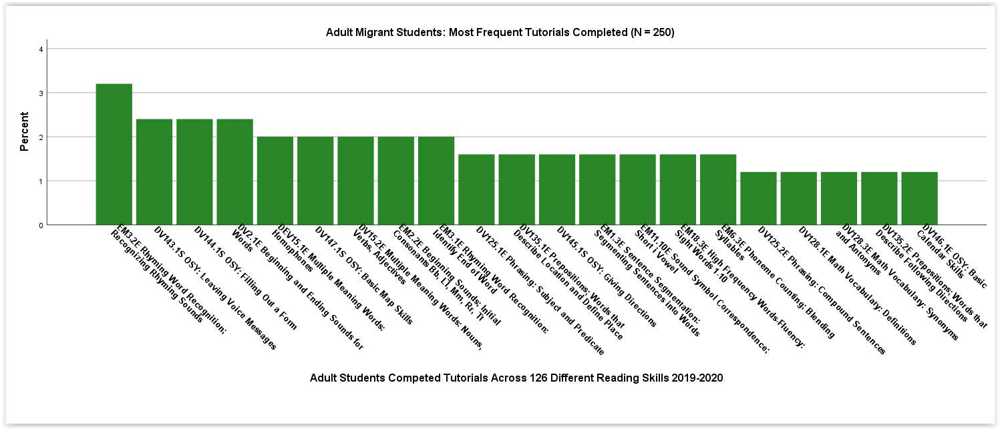 Adult Migrant Students: Most Frequent Tutorials Completed (N = 250)
4
3
2
1
0
Percent
EM3.2E Rhyming Word Recognition;
Recognizing Rhyming Sounds
DV143.1S OSY: Leaving Voice Messages
DV144.1S. OSY: Filling Out a Form
DV2.1E Beginning and Ending Sounds for
Words
DEV15.1E Multiple Meaning Words:
Homophones
DV147.1S OSY: Basic Map Skills
DV15.2E Multiple Meaning Words: Nouns,
Verbs, Adjectives
EM2.2E Beginning Sounds; Initial
Consonants Bb, Ll, Mm, Rr, Tt
EM3.1E Rhyming Word Recognition:
Identify End of Word
DV125.1E Phrasing: Subject and Predicate
DV135.1E Prepositions; Words that
Describe Location and Define Place
DV145.1S OSY: Giving Directions
EM1.3E Sentence Segmentation:
Segmenting Sentences into Words
EM11.10E Sound Symbol Correspondence;
Short i Vowel
EM18.3E High Frequency Words-Fluency:
Sight Words 1.10
EM6.3E Phoneme Counting; Blending
Syllables
DV125.2E Phrasing: Compound Sentences
DV128.1E Math Vocabulary: Definitions
DV128.3E Math Vocabulary: Synonyms
and Antonyms
DV135.2E Prepositions: Words that
Describe Following Directions
DV146.1E OSY: Basic
Calendar Skills
Adult Students Competed Tutorials Across 126 Different Reading Skills 2019-2020